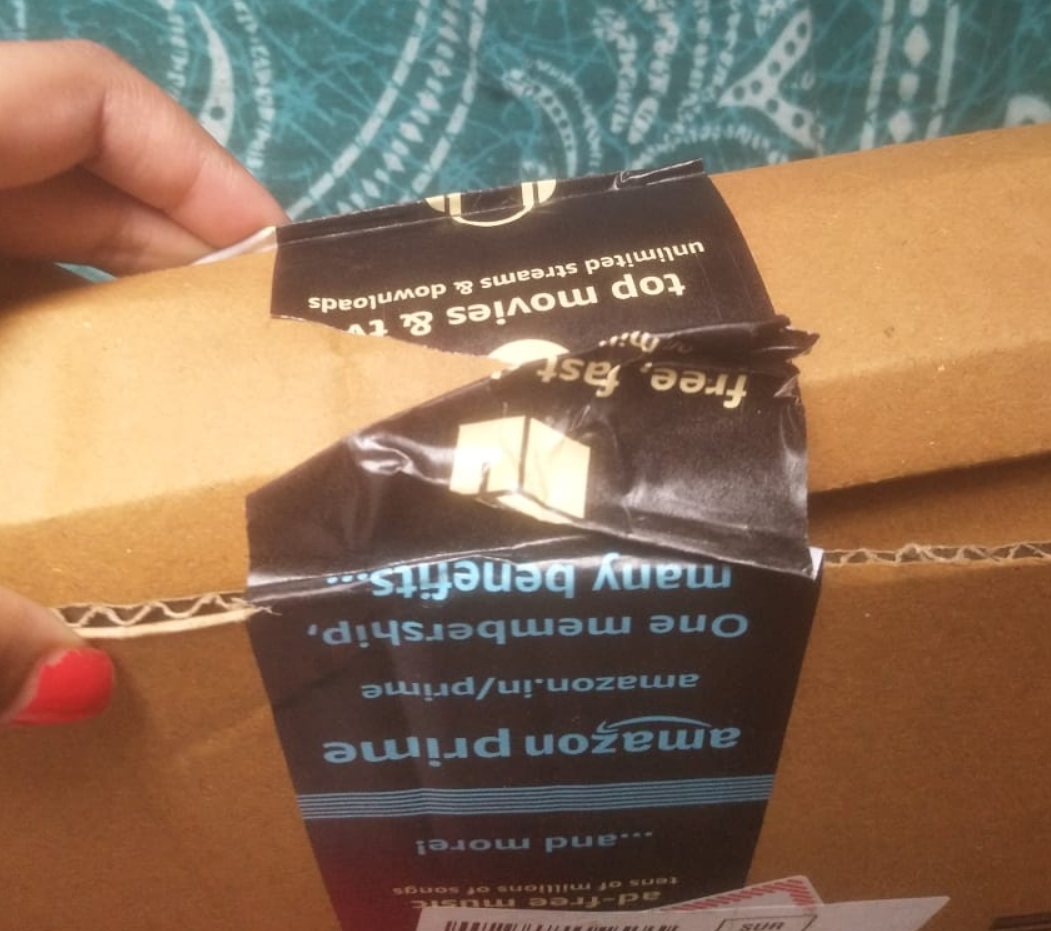 ad-free music
tens of millions of songs
...and more!
amazon prime
amazon.in/prime
One membership,
many benefits...
free, fast
top movies & tv
unlimited streams & downloads
SUR